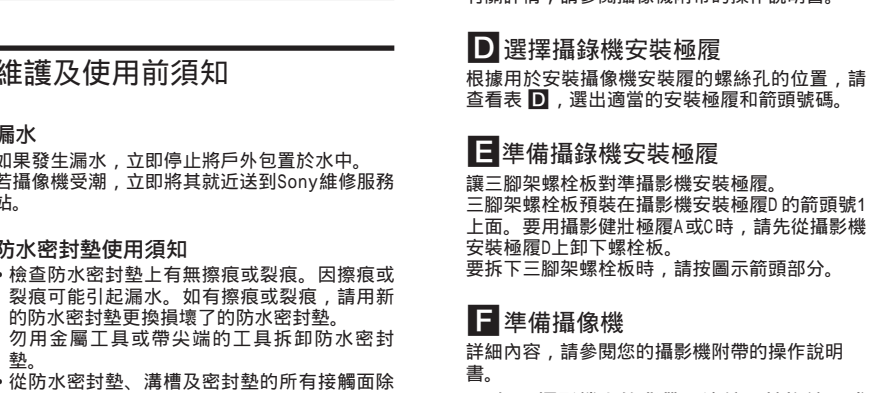 維護及使用前須知
漏水
如果發生漏水，立即停止將戶外包置於水中。
若攝像機受潮，立即將其就近送到Sony維修服務
站。
防水密封墊使用須知
• 檢查防水密封墊上有無擦痕或裂痕。因擦痕或
裂痕可能引起漏水。如有擦痕或裂痕，請用新
的防水密封墊更換損壞了的防水密封墊。
勿用金屬工具或帶尖端的工具拆卸防水密封
墊。
• 從防水密封墊、溝槽及密封墊的所有接觸面除
有關詳情，請參閱攝像機附帶的操作說明書。
D 選擇攝錄機安裝極履
根據用於安裝攝像機安裝履的螺絲孔的位置，請
查看表 D ，選出適當的安裝極履和箭頭號碼。
E 準備攝錄機安裝極履
讓三腳架螺栓板對準攝影機安裝極履。
三腳架螺栓板預裝在攝影機安裝極履D的箭頭號1
上面。要用攝影健壯極履A或C時，請先從攝影機
安裝極履D上卸下螺栓板。
要拆下三腳架螺栓板時，請按圖示箭頭部分。
F 準備攝像機
詳細內容，請參閱您的攝影機附帶的操作說明
書。